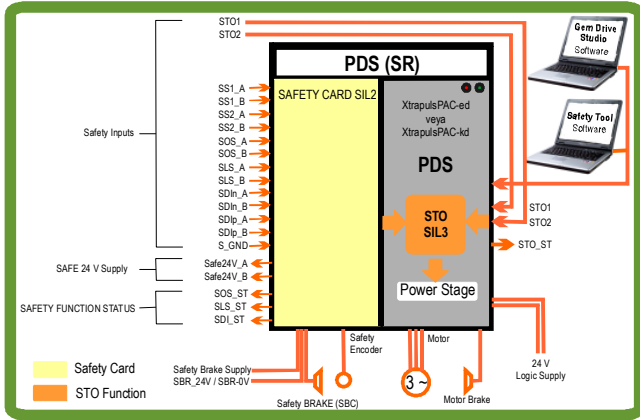 STO1
STO2
Gem Drive
Studio
Software
PDS (SR)
SAFETY CARD SIL2
XtrapulsPAC-ed
veya
XtrapulsPAC-kd
PDS
Safety Tool
Software
Safety Inputs
SS1_A
SS1_B
SS2_A
SS2_B
SOS_A
SOS_B
SLS_A
SLS_B
SDIn_A
SDIn_B
SDIp_A
SDIp_B
S_GND
STO
SIL3
STO1
STO2
STO_ST
SAFE 24 V Supply
Safe24V_A
Safe24V_B
Power Stage
SAFETY FUNCTION STATUS
SOS_ST
SLS_ST
SDI_ST
Safety
Encoder
Motor
24 V
Logic Supply
Safety Card
STO Function
Safety Brake Supply
SBR_24V / SBR-0V
3 ~
Safety BRAKE (SBC)
Motor Brake